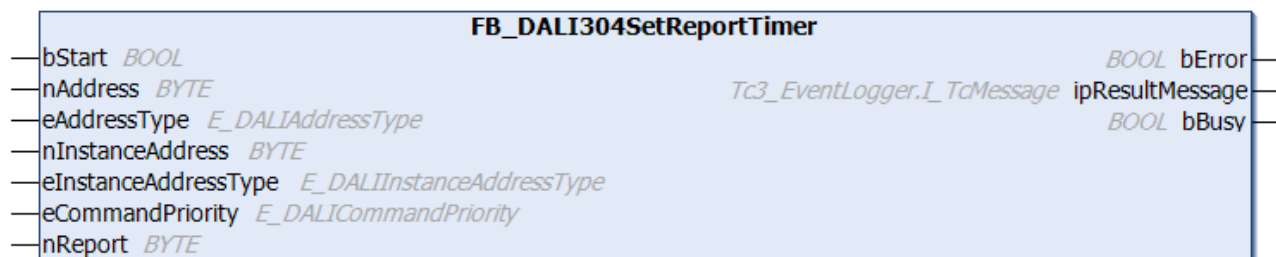 FB_DALI304SetReportTimer
bStart BOOL BOOL bError
nAddress BYTE Tc3_EventLogger.I_TcMessage ipResultMessage
eAddressType E_DALIAddressType BOOL bBusy
nInstanceAddress BYTE
eInstanceAddressType E_DALIInstanceAddressType
eCommandPriority E_DALICommandPriority
nReport BYTE